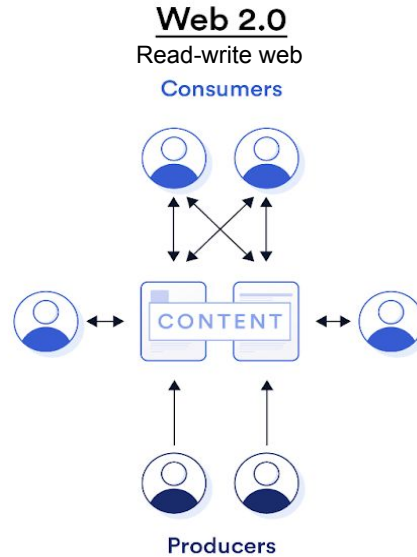 Web 2.0
Read-write web
Consumers
CONTENT
Producers